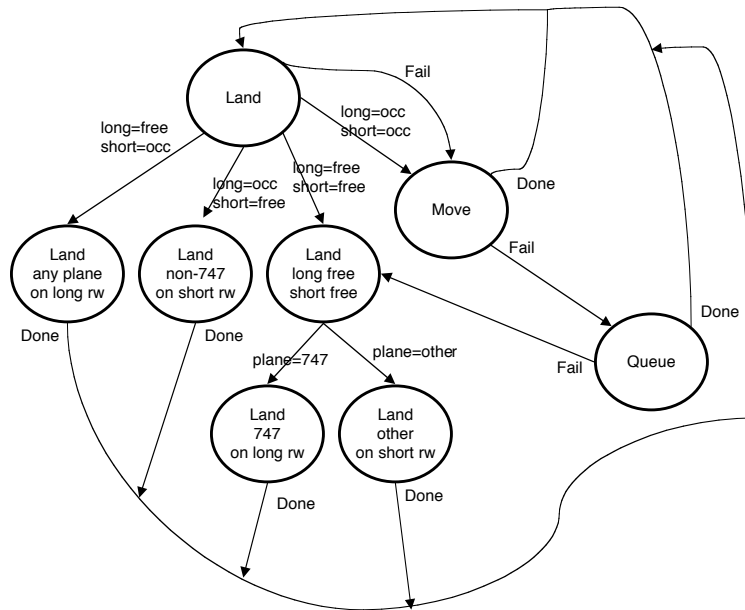 Land
Fail
long=occ
short=occ
long=free
short=occ
long=occ
short=free
long=free
short=free
Move
Done
Fail
Land
any plane
on long rw
Land
non-747
on short rw
Land
long free
short free
Done
Done
plane=747
plane=other
Fail
Queue
Done
Land
747
on long rw
Land
other
on short rw
Done
Done